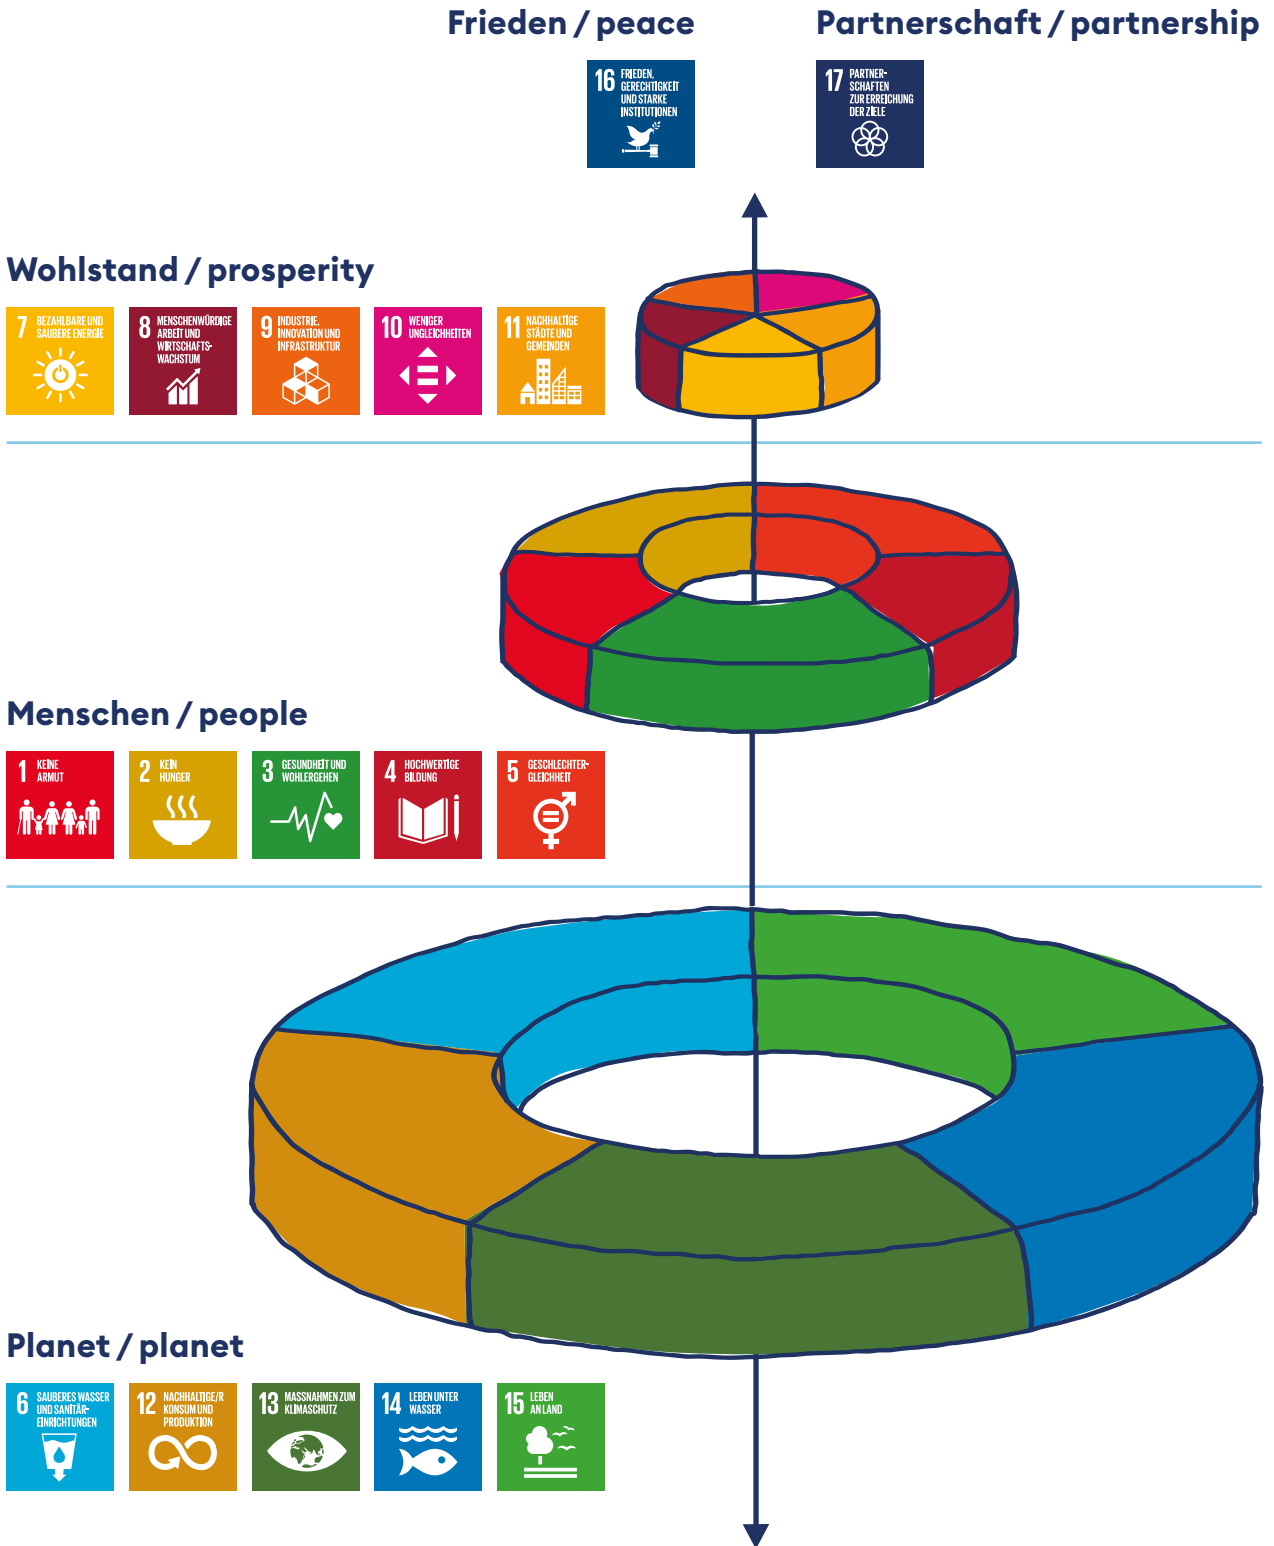 Frieden / peace
Partnerschaft / partnership
16 FRIEDEN,
GERECHTIGKEIT
UND STARKE
INSTITUTIONEN
17 PARTNER-
SCHAFTEN
ZUR ERREICHUNG
DER ZIELE
Wohlstand / prosperity
7 BEZAHLBARE UND
SAUBERE ENERGIE
8 MENSCHENWÜRDIGE
ARBEIT UND
WIRTSCHAFTS-
WACHSTUM
9 INDUSTRIE,
INNOVATION UND
INFRASTRUKTUR
10 WENIGER
UNGLEICHHEITEN
11 NACHHALTIGE
STÄDTE UND
GEMEINDEN
Menschen / people
1 KEINE
ARMUT
2 KEIN
HUNGER
3 GESUNDHEIT UND
WOHLERGEHEN
4 HOCHWERTIGE
BILDUNG
5 GESCHLECHTER-
GLEICHHEIT
Planet / planet
6 SAUBERES WASSER
UND SANITÄR-
EINRICHTUNGEN
12 NACHHALTIGE/R
KONSUM UND
PRODUKTION
13 MASSNAHMEN ZUM
KLIMASCHUTZ
14 LEBEN UNTER
WASSER
15 LEBEN
AN LAND